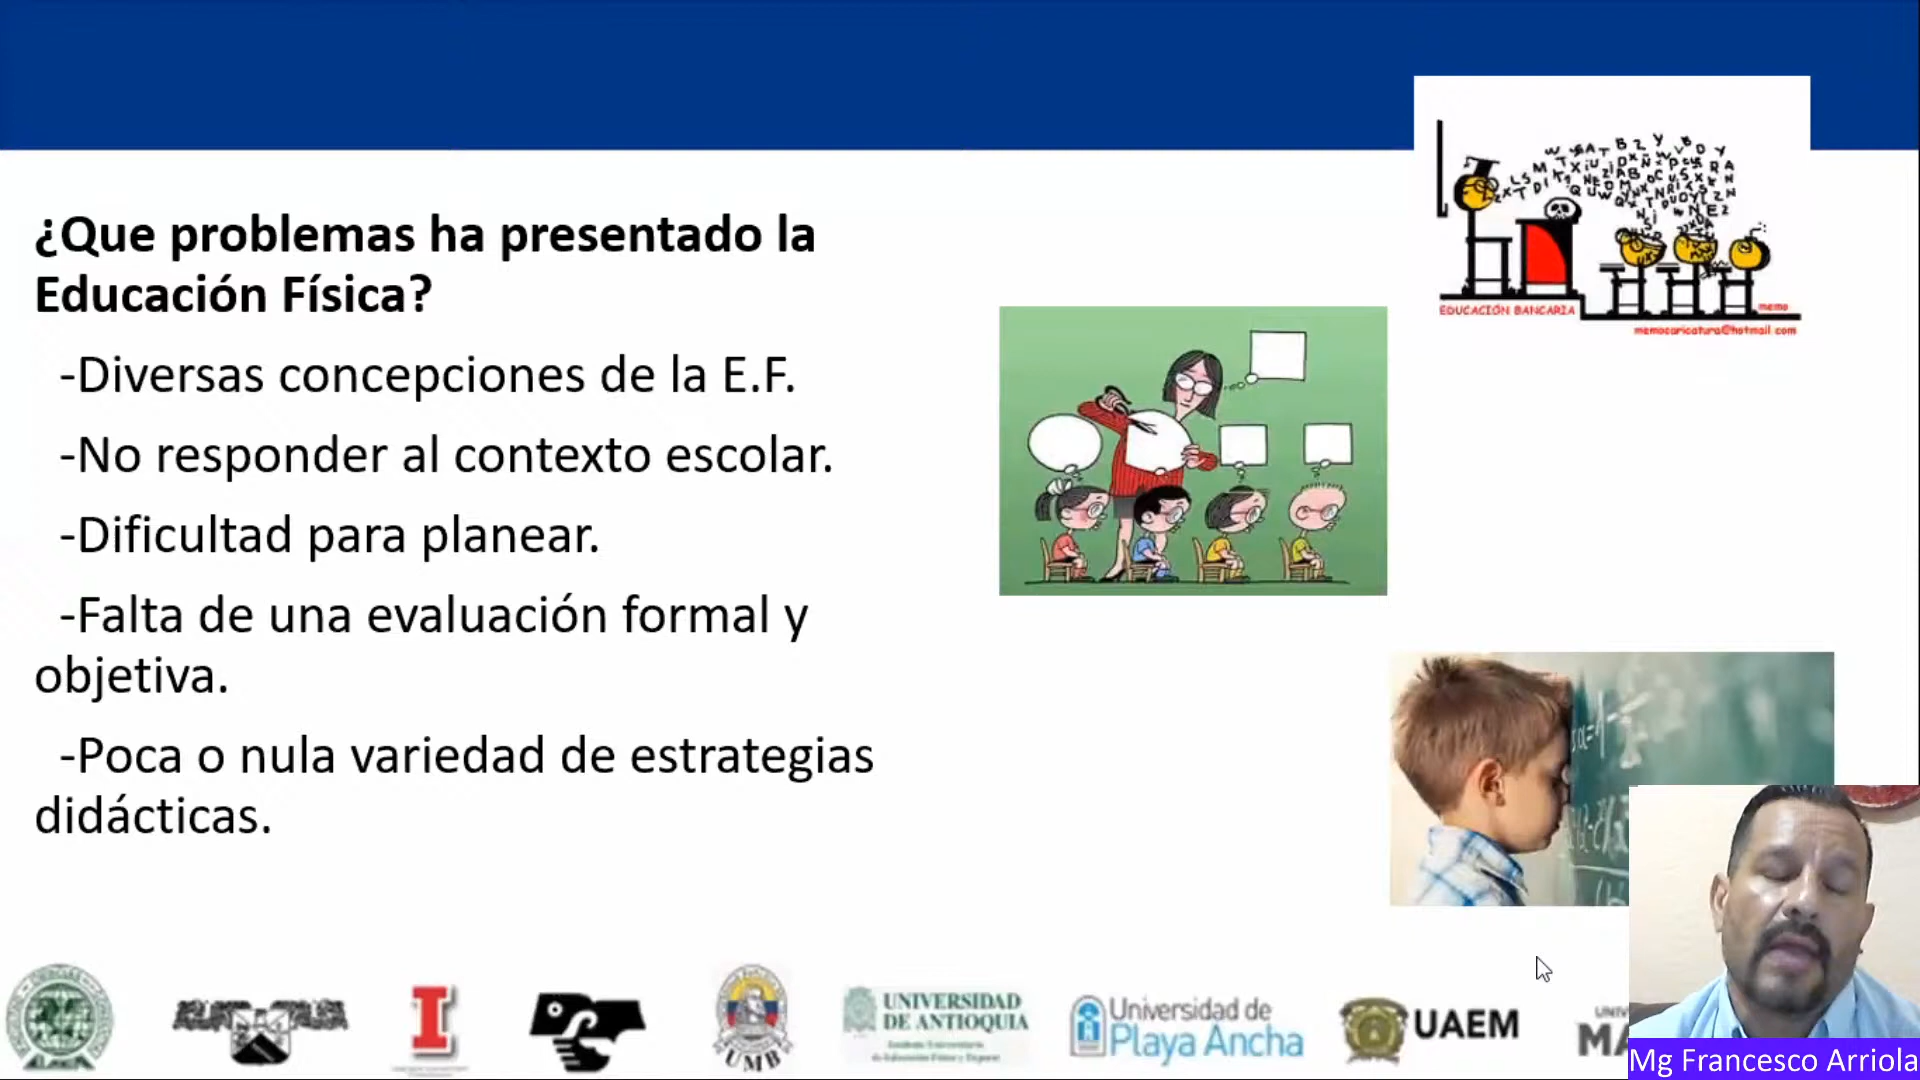 ¿Que problemas ha presentado la
Educación Física?
-Diversas concepciones de la E.F.
-No responder al contexto escolar.
-Dificultad para planear.
-Falta de una evaluación formal y
objetiva.
-Poca o nula variedad de estrategias
didácticas.
EDUCACIÓN BANCARIA
memo
memocaricatura@hotmail.com
UMB
UNIVERSIDAD
DE ANTIOQUIA
Universidad de
Playa Ancha
UAEM
Mg Francesco Arriola